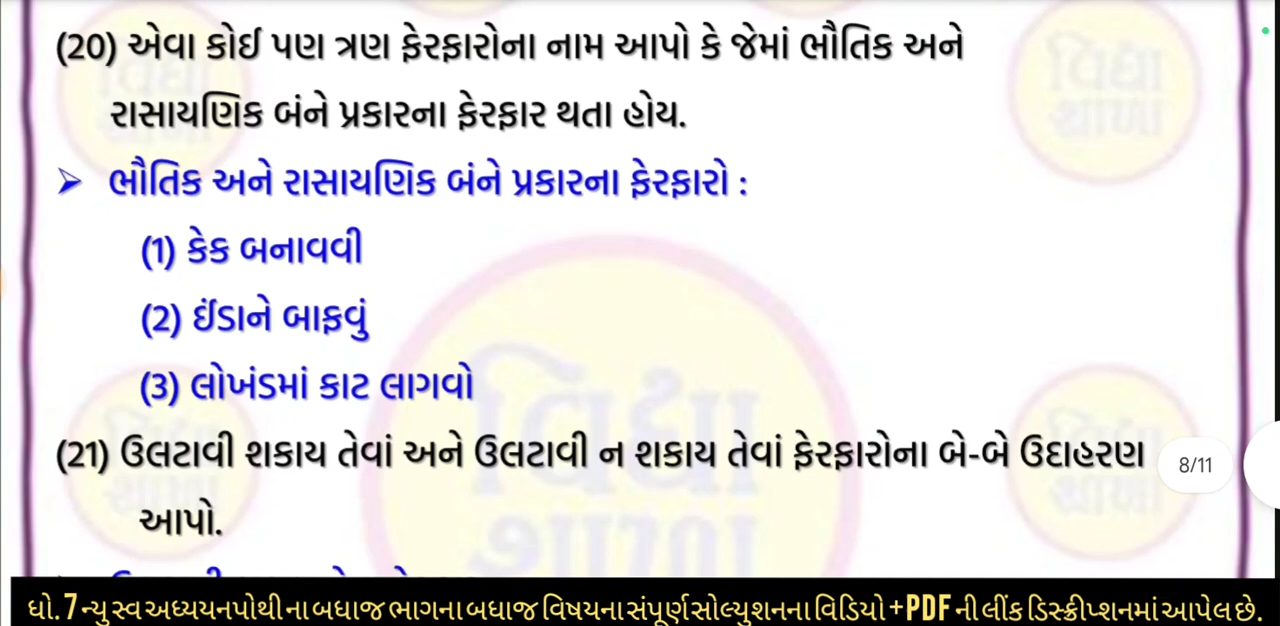 (20) એવા કોઈ પણ ત્રણ ફેરફારોના નામ આપો કે જેમાં ભૌતિક અને
રાસાયણિક બંને પ્રકારના ફેરફાર થતા હોય.
➤ ભૌતિક અને રાસાયણિક બંને પ્રકારના ફેરફારો :
(1) કેક બનાવવી
(2) ઈંડાને બાફવું
(3) લોખંડમાં કાટ લાગવો
(21) ઉલટાવી શકાય તેવાં અને ઉલટાવી ન શકાય તેવાં ફેરફારોના બે-બે ઉદાહરણ
8/11
આપો.
વિદ્યા
શાળા
ધો. 7 ન્યુ સ્વઅધ્યયનપોથી ના બધાજ ભાગના બધાજ વિષયના સંપૂર્ણ સોલ્યુશનના વિડિયો + PDF ની લીંક ડિસ્ક્રીપ્શનમાં આપેલ છે.